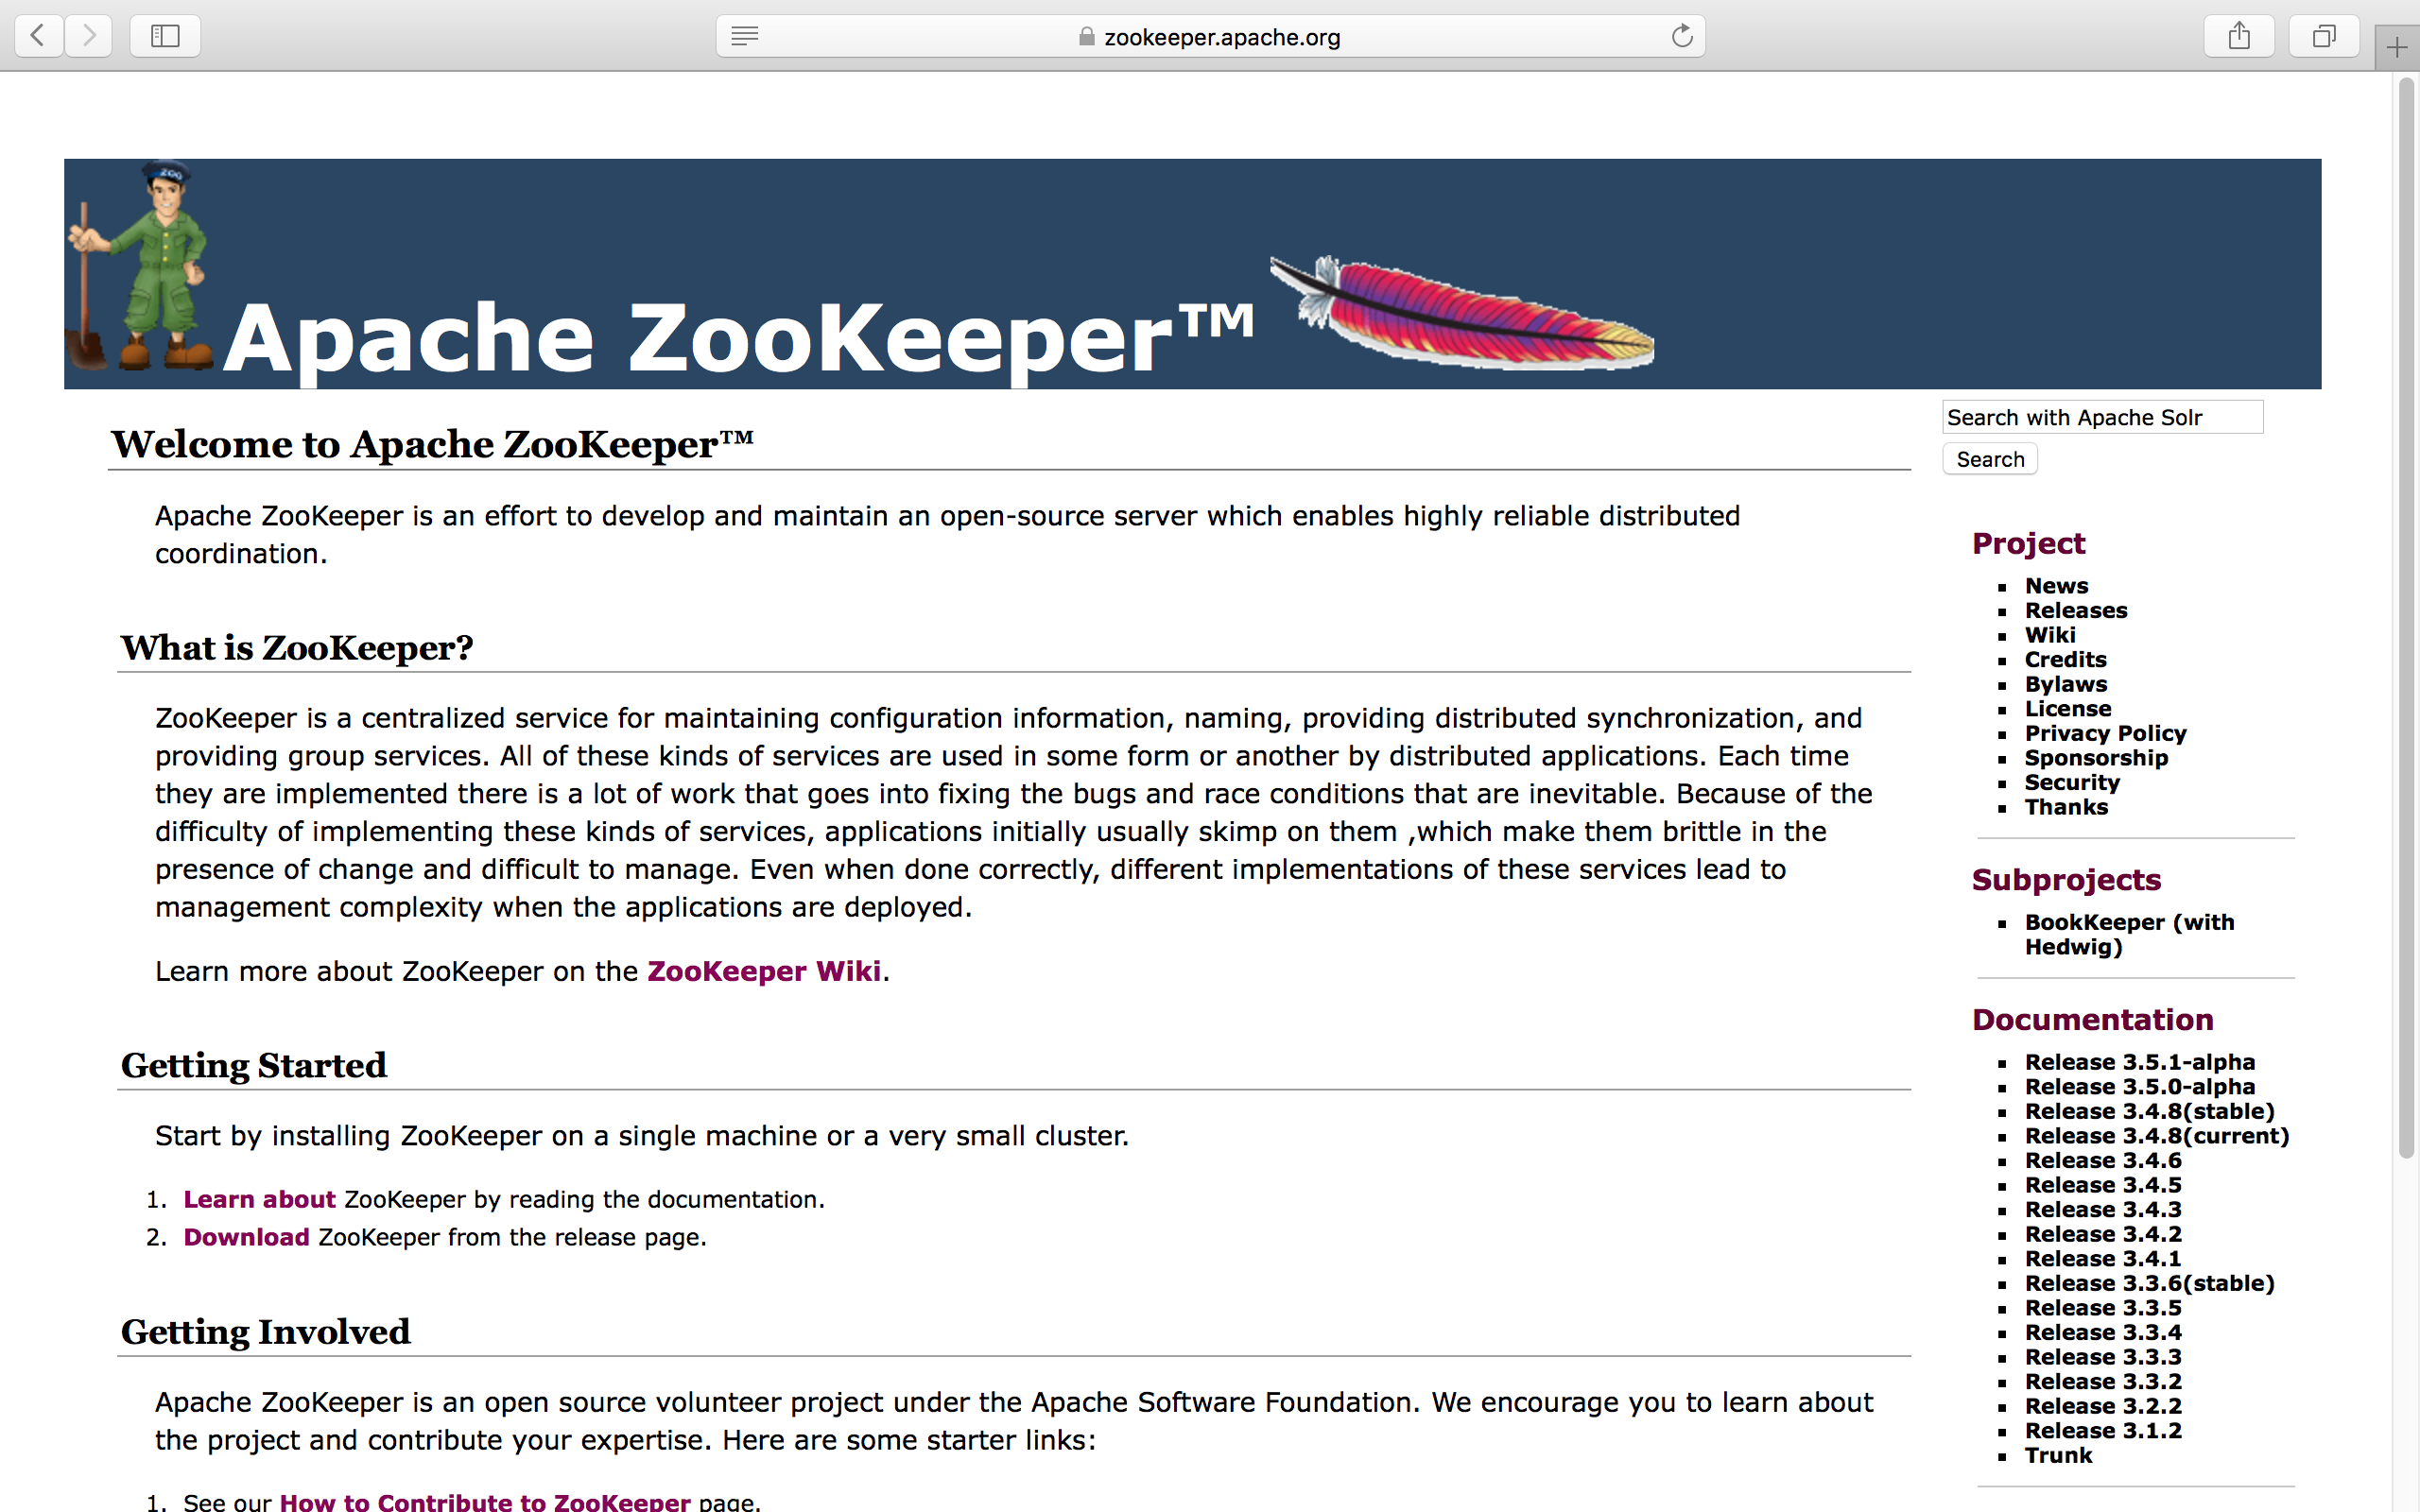 zookeeper.apache.org
ZOO
Apache ZooKeeper™
Welcome to Apache ZooKeeper™
Apache ZooKeeper is an effort to develop and maintain an open-source server which enables highly reliable distributed
coordination.
What is ZooKeeper?
ZooKeeper is a centralized service for maintaining configuration information, naming, providing distributed synchronization, and
providing group services. All of these kinds of services are used in some form or another by distributed applications. Each time
they are implemented there is a lot of work that goes into fixing the bugs and race conditions that are inevitable. Because of the
difficulty of implementing these kinds of services, applications initially usually skimp on them ,which make them brittle in the
presence of change and difficult to manage. Even when done correctly, different implementations of these services lead to
management complexity when the applications are deployed.
Learn more about ZooKeeper on the ZooKeeper Wiki.
Getting Started
Start by installing ZooKeeper on a single machine or a very small cluster.
1. Learn about ZooKeeper by reading the documentation.
2. Download ZooKeeper from the release page.
Getting Involved
Apache ZooKeeper is an open source volunteer project under the Apache Software Foundation. We encourage you to learn about
the project and contribute your expertise. Here are some starter links:
1. See our How to Contribute to ZooKeeper page.
Search with Apache Solr
Search
Project
News
Releases
Wiki
Credits
Bylaws
License
Privacy Policy
Sponsorship
Security
Thanks
Subprojects
BookKeeper (with
Hedwig)
Documentation
Release 3.5.1-alpha
Release 3.5.0-alpha
Release 3.4.8(stable)
Release 3.4.8(current)
Release 3.4.6
Release 3.4.5
Release 3.4.3
Release 3.4.2
Release 3.4.1
Release 3.3.6(stable)
Release 3.3.5
Release 3.3.4
Release 3.3.3
Release 3.3.2
Release 3.2.2
Release 3.1.2
Trunk